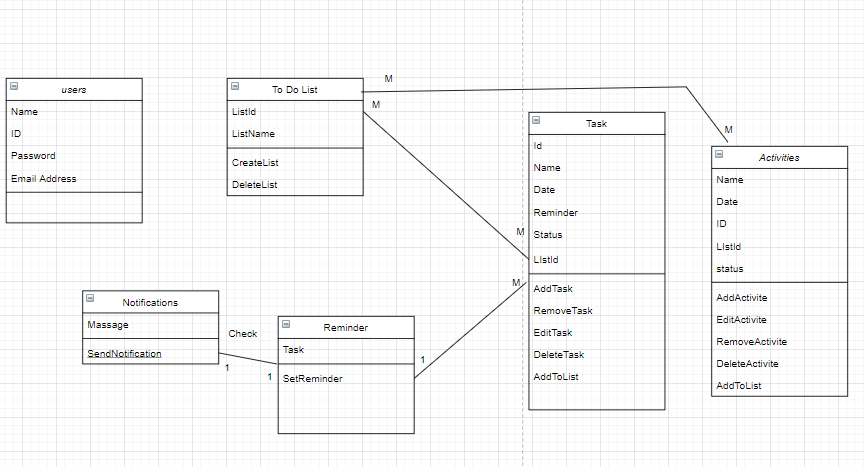 users
Name
ID
Password
Email Address
To Do List
ListId
ListName
CreateList
DeleteList
M
M
Task
Id
Name
Date
Reminder
Status
LIstId
AddTask
RemoveTask
EditTask
DeleteTask
AddToList
M
M
M
Activities
Name
Date
ID
LIstId
status
AddActivite
EditActivite
RemoveActivite
DeleteActivite
AddToList
Notifications
Massage
SendNotification
Check
1
1
Reminder
Task
SetReminder
1